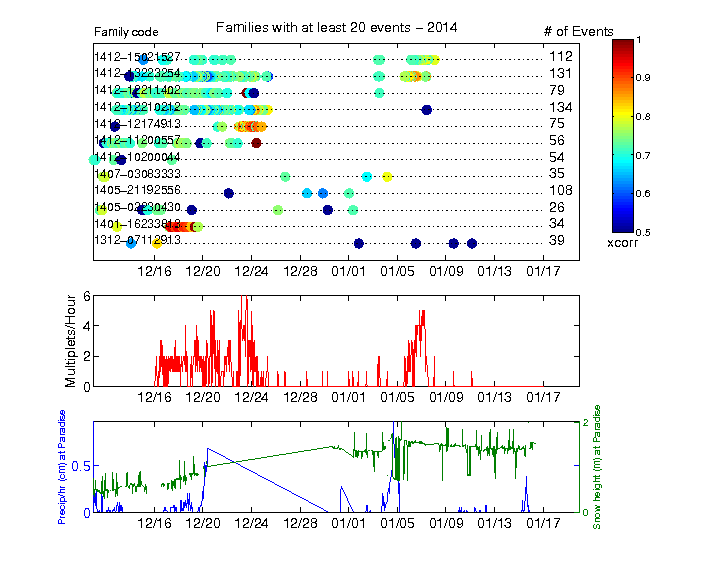 Families with at least 20 events – 2014
Family code
# of Events
1412–15021527 112
1412–13223254 131
1412–12211402 79
1412–12210212 134
1412–12174913 75
1412–11200557 56
1412–10200044 54
1407–03083333 35
1405–21192556 108
1405–03230430 26
1401–16233813 34
1312–07112913 39
12/16 12/20 12/24 12/28 01/01 01/05 01/09 01/13 01/17
1
0.9
0.8
0.7
0.6
0.5
xcorr
Multiplets/Hour
6
4
2
0
12/16 12/20 12/24 12/28 01/01 01/05 01/09 01/13 01/17
Precip/hr (cm) at Paradise
0.5
0
2
1
0
Snow height (m) at Paradise
12/16 12/20 12/24 12/28 01/01 01/05 01/09 01/13 01/17